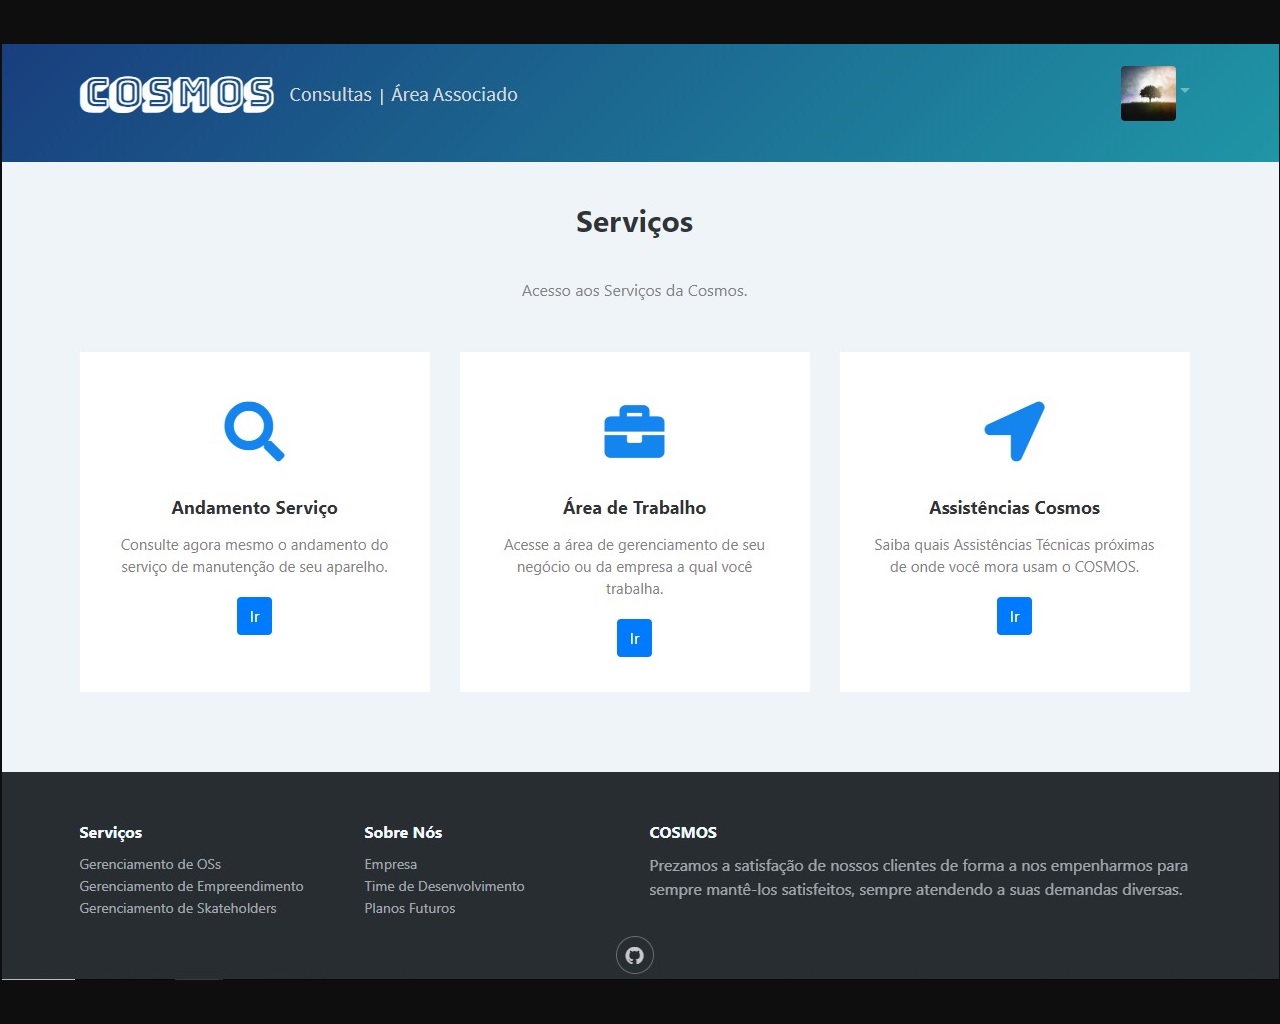 COSMOS Consultas | Área Associado
Serviços
Acesso aos Serviços da Cosmos.
Andamento Serviço
Consulte agora mesmo o andamento do
serviço de manutenção de seu aparelho.
Ir
Área de Trabalho
Acesse a área de gerenciamento de seu
negócio ou da empresa a qual você
trabalha.
Ir
Assistências Cosmos
Saiba quais Assistências Técnicas próximas
de onde você mora usam o COSMOS.
Ir
Serviços
Gerenciamento de OSs
Gerenciamento de Empreendimento
Gerenciamento de Skateholders
Sobre Nós
Empresa
Time de Desenvolvimento
Planos Futuros
COSMOS
Prezamos a satisfação de nossos clientes de forma a nos empenharmos para
sempre mantê-los satisfeitos, sempre atendendo a suas demandas diversas.